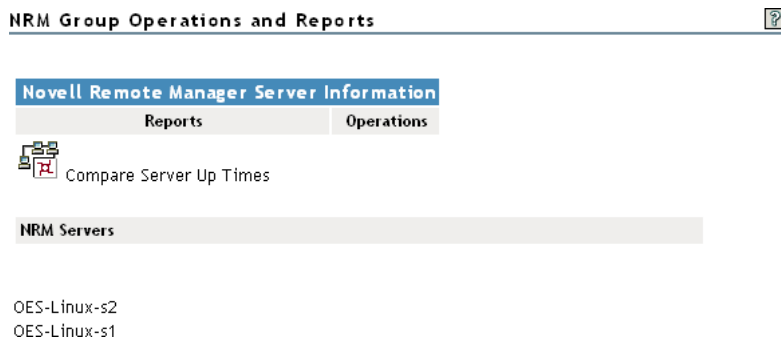 NRM Group Operations and Reports ?
Novell Remote Manager Server Information
Reports Operations
Compare Server Up Times
NRM Servers
OES-Linux-s2
OES-Linux-s1